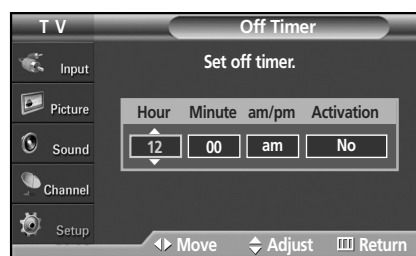 TV
Off Timer
Input
Set off timer.
Picture
Hour Minute am/pm Activation
Sound
12 00 am No
Channel
Setup
Move Adjust Return